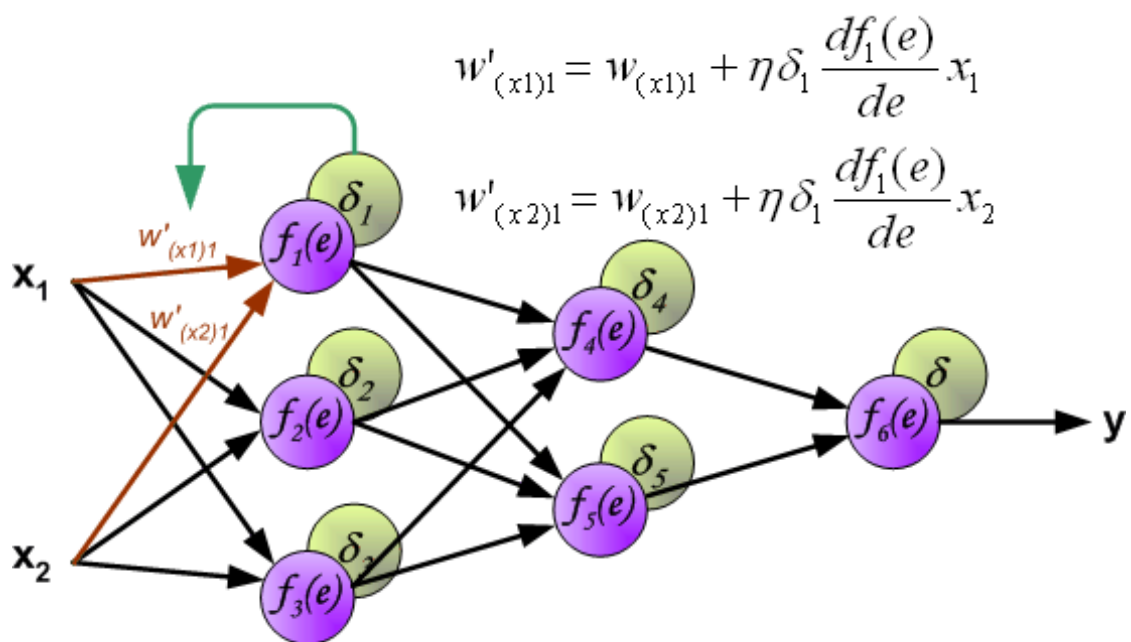 w'₍ₓ₁₎₁ = w₍ₓ₁₎₁ + ηδ₁ df₁(e)/de x₁
w'₍ₓ₂₎₁ = w₍ₓ₂₎₁ + ηδ₁ df₁(e)/de x₂
δ₁
f₁(e)
w'₍ₓ₁₎₁
x₁
w'₍ₓ₂₎₁
δ₄
f₄(e)
δ₂
f₂(e)
δ
f₆(e)
y
δ₅
f₅(e)
x₂
δ₃
f₃(e)